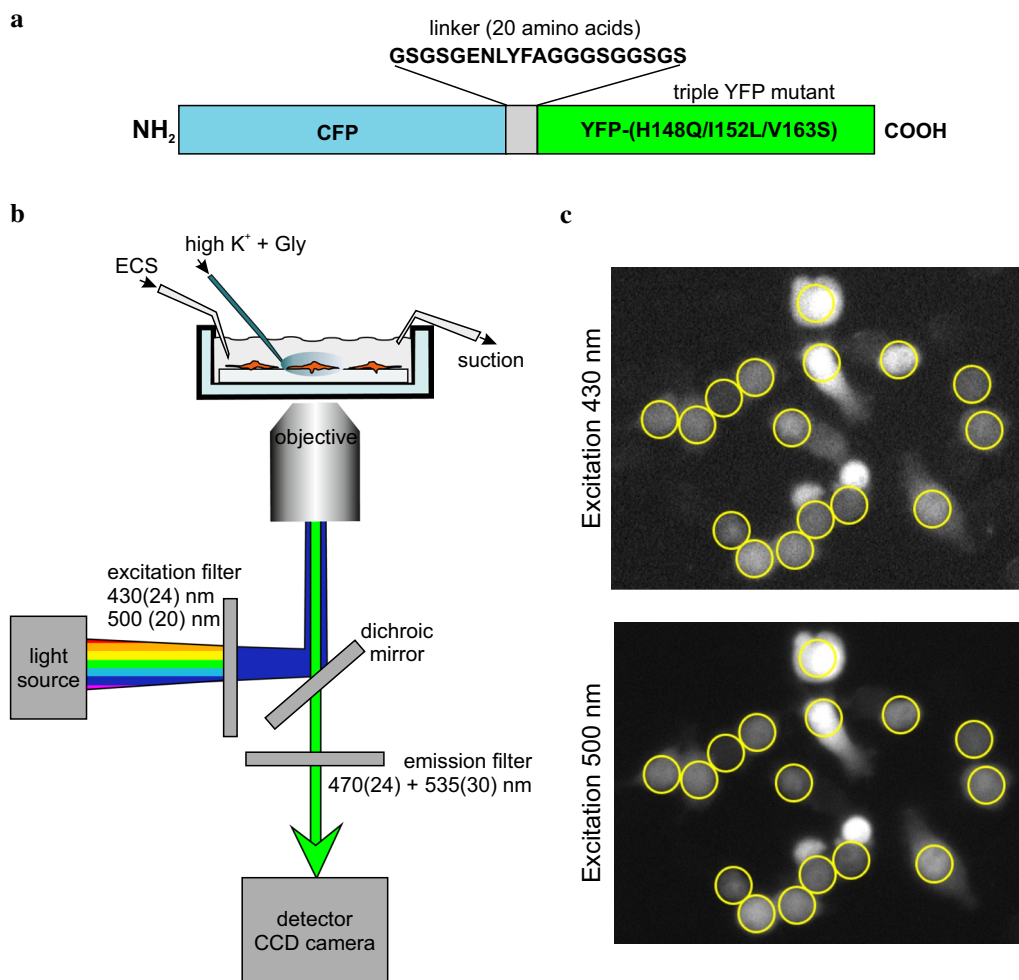 a
linker (20 amino acids)
GSGSGENLYFAGGGSGGSGS
triple YFP mutant
NH2
CFP
YFP-(H148Q/I152L/V163S)
COOH
b
high K+ + Gly
ECS
suction
objective
excitation filter
430(24) nm
500 (20) nm
light
source
dichroic
mirror
emission filter
470(24) + 535(30) nm
detector
CCD camera
c
Excitation 430 nm
Excitation 500 nm